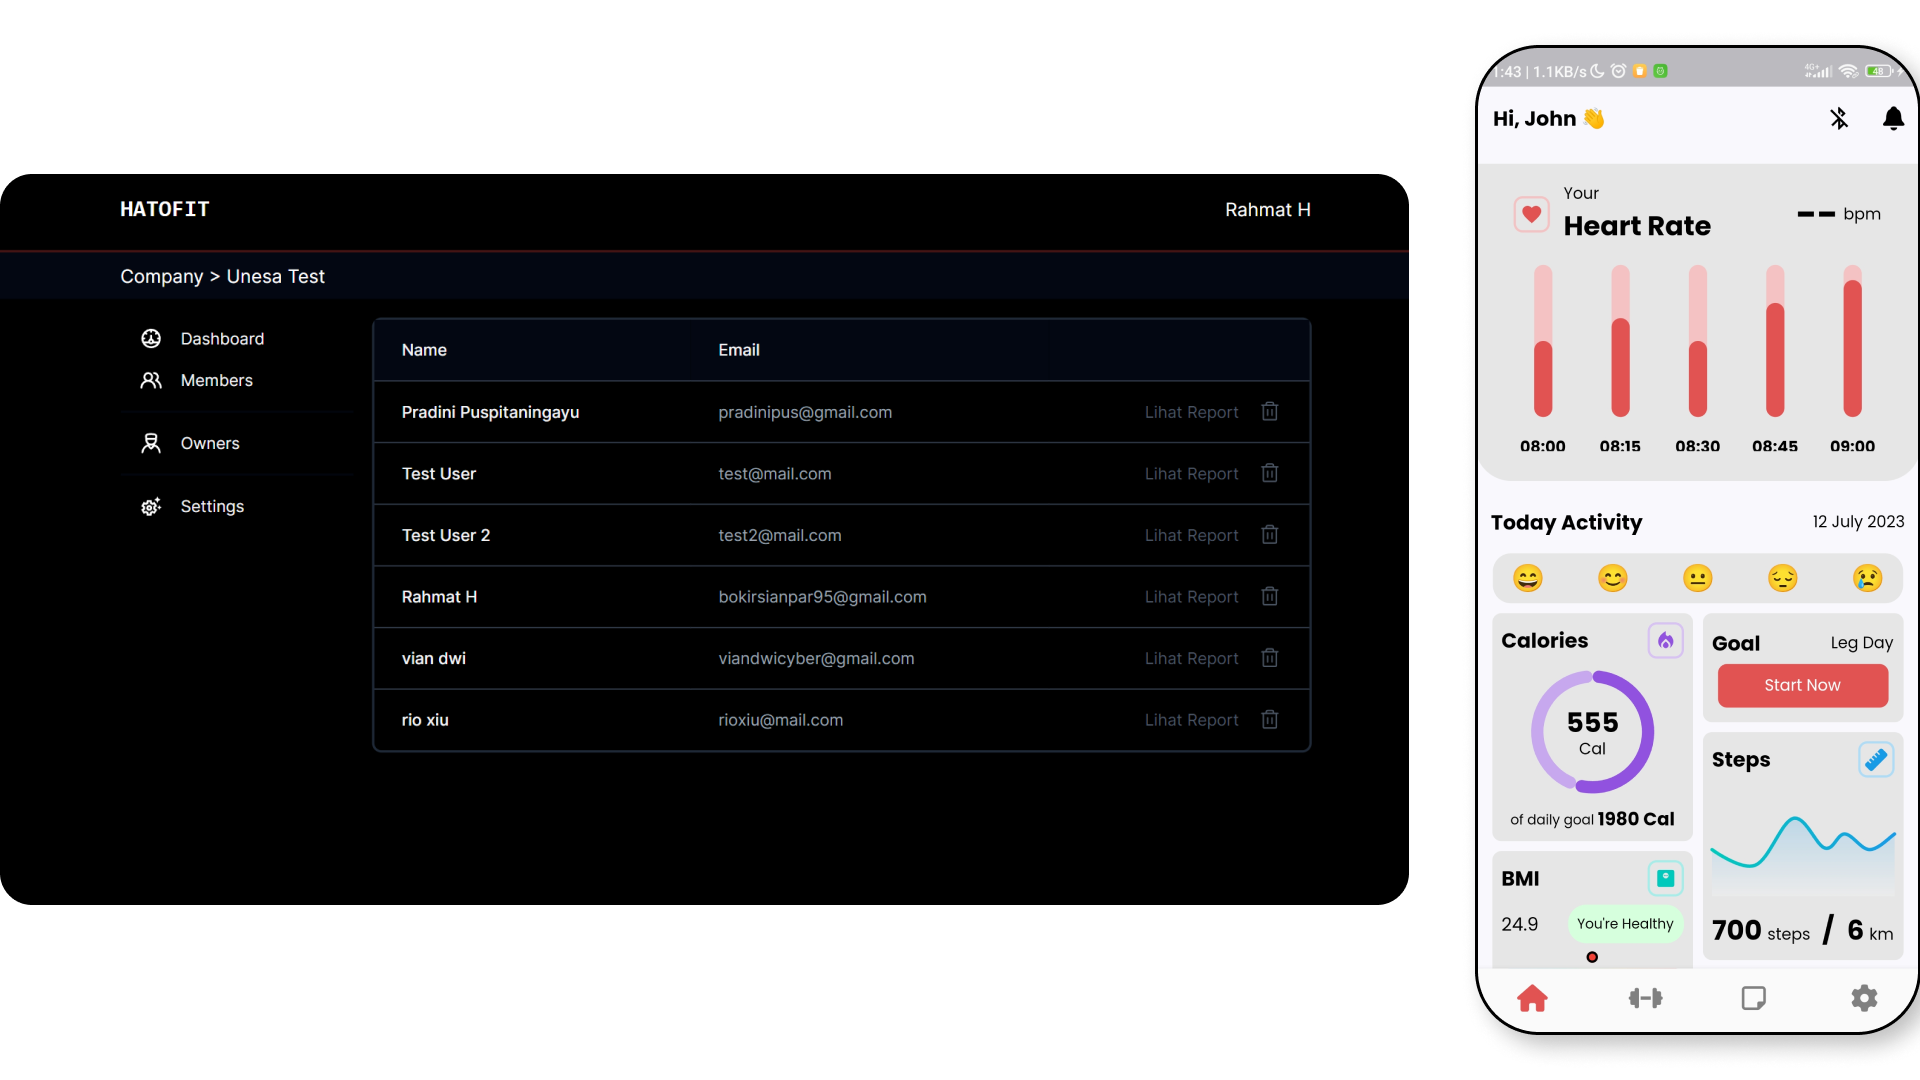 HATOFIT
Rahmat H
Company > Unesa Test
Dashboard
Members
Owners
Settings
Name Email
Pradini Puspitaningayu pradinipus@gmail.com Lihat Report
Test User test@mail.com Lihat Report
Test User 2 test2@mail.com Lihat Report
Rahmat H bokirsianpar95@gmail.com Lihat Report
vian dwi viandwicyber@gmail.com Lihat Report
rio xiu rioxiu@mail.com Lihat Report
1:43 | 1.1KB/s 4G+ 48
Hi, John 👋
Your
Heart Rate
-- bpm
08:00 08:15 08:30 08:45 09:00
Today Activity 12 July 2023
Calories
555
Cal
of daily goal 1980 Cal
Goal Leg Day
Start Now
Steps
700 steps / 6 km
BMI
24.9 You're Healthy